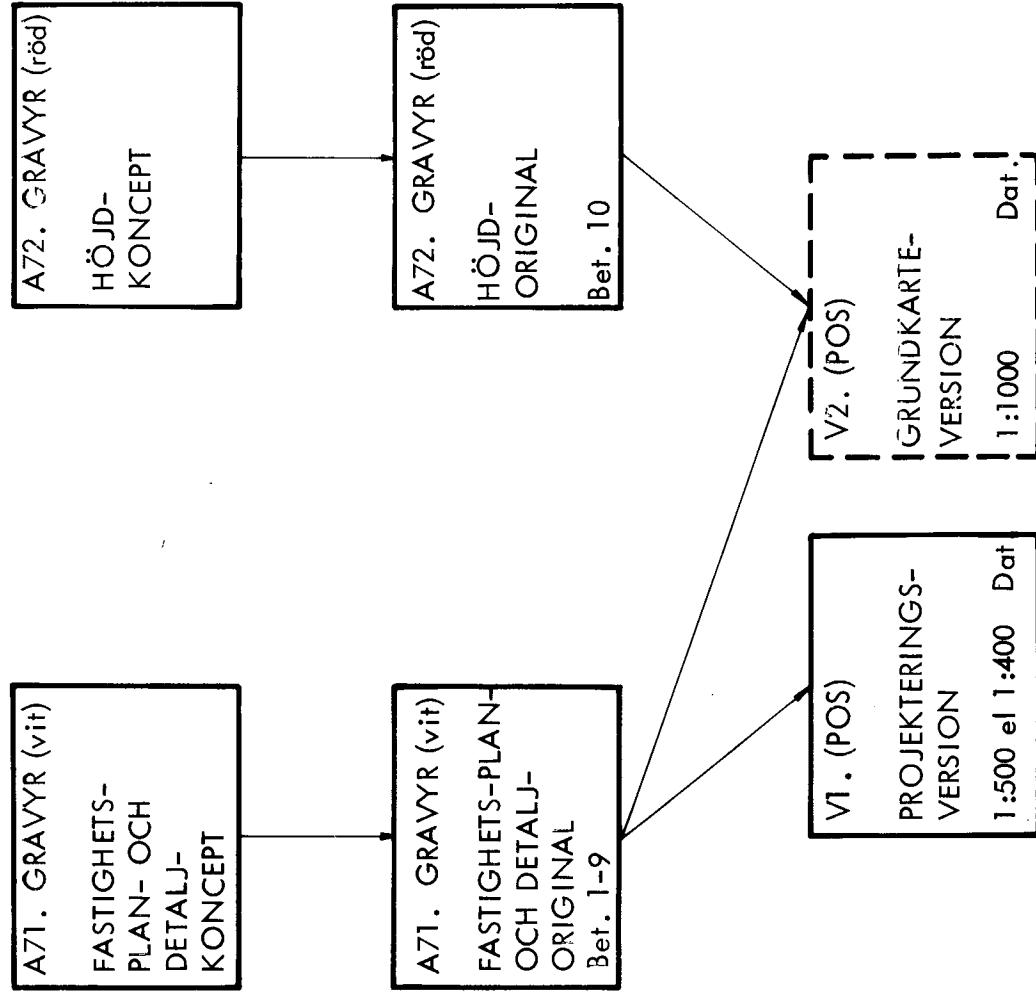 A71. GRAVYR (vit)
FASTIGHETS-
PLAN- OCH
DETALJ-
KONCEPT
A72. GRAVYR (röd)
HÖJD-
KONCEPT
A71. GRAVYR (vit)
FASTIGHETS-PLAN-
OCH DETALJ-
ORIGINAL
Bet. 1-9
A72. GRAVYR (röd)
HÖJD-
ORIGINAL
Bet. 10
V1. (POS)
PROJEKTERINGS-
VERSION
1:500 el 1:400 Dat
V2. (POS)
GRUNDKARTE-
VERSION
1:1000 Dat.